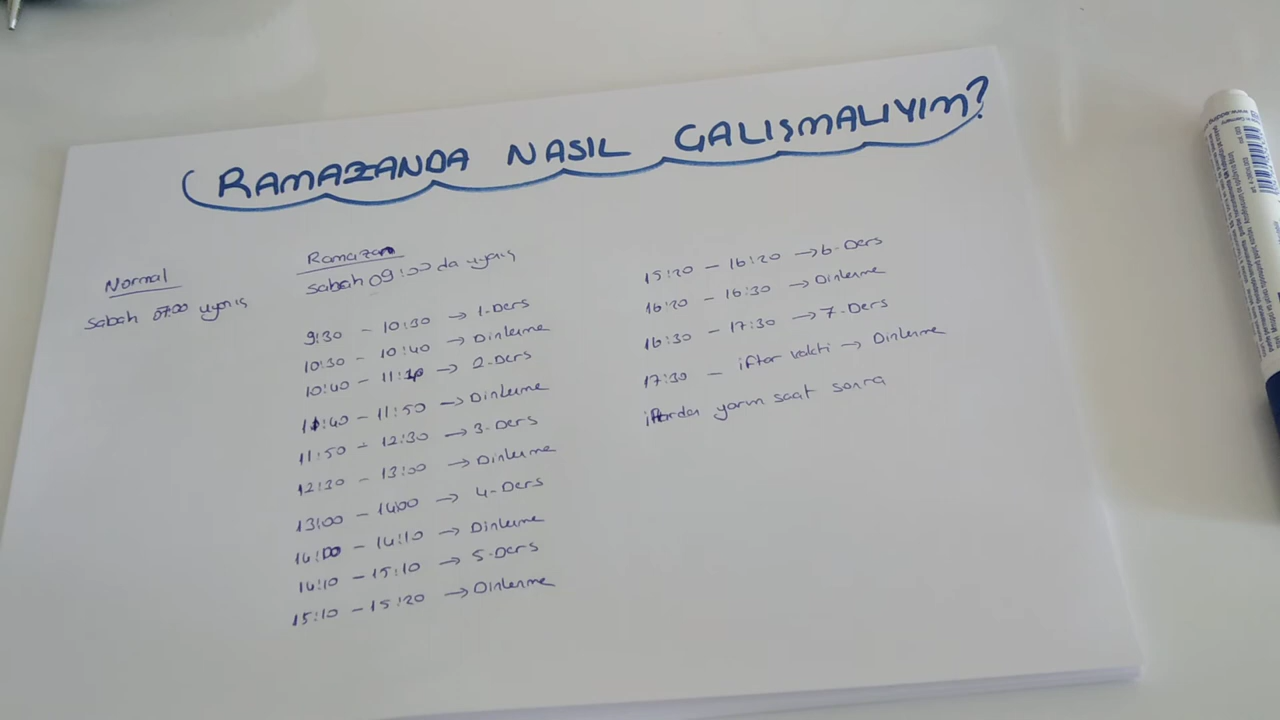 RAMAZANDA NASIL ÇALIŞMALIYIM?
Normal
Sabah 07:00 uyanış
Ramazan
Sabah 09:00 da uyanış
9:30 - 10:30 → 1-Ders
10:30 - 10:40 → Dinlenme
10:40 - 11:40 → 2-Ders
11:40 - 11:50 → Dinlenme
11:50 - 12:30 → 3-Ders
12:30 - 13:00 → Dinlenme
13:00 - 14:00 → 4-Ders
14:00 - 14:10 → Dinlenme
14:10 - 15:10 → 5-Ders
15:10 - 15:20 → Dinlenme
15:20 - 16:20 → 6-Ders
16:20 - 16:30 → Dinlenme
16:30 - 17:30 → 7-Ders
17:30 - iftar vakti → Dinlenme
iftardan yarım saat sonra